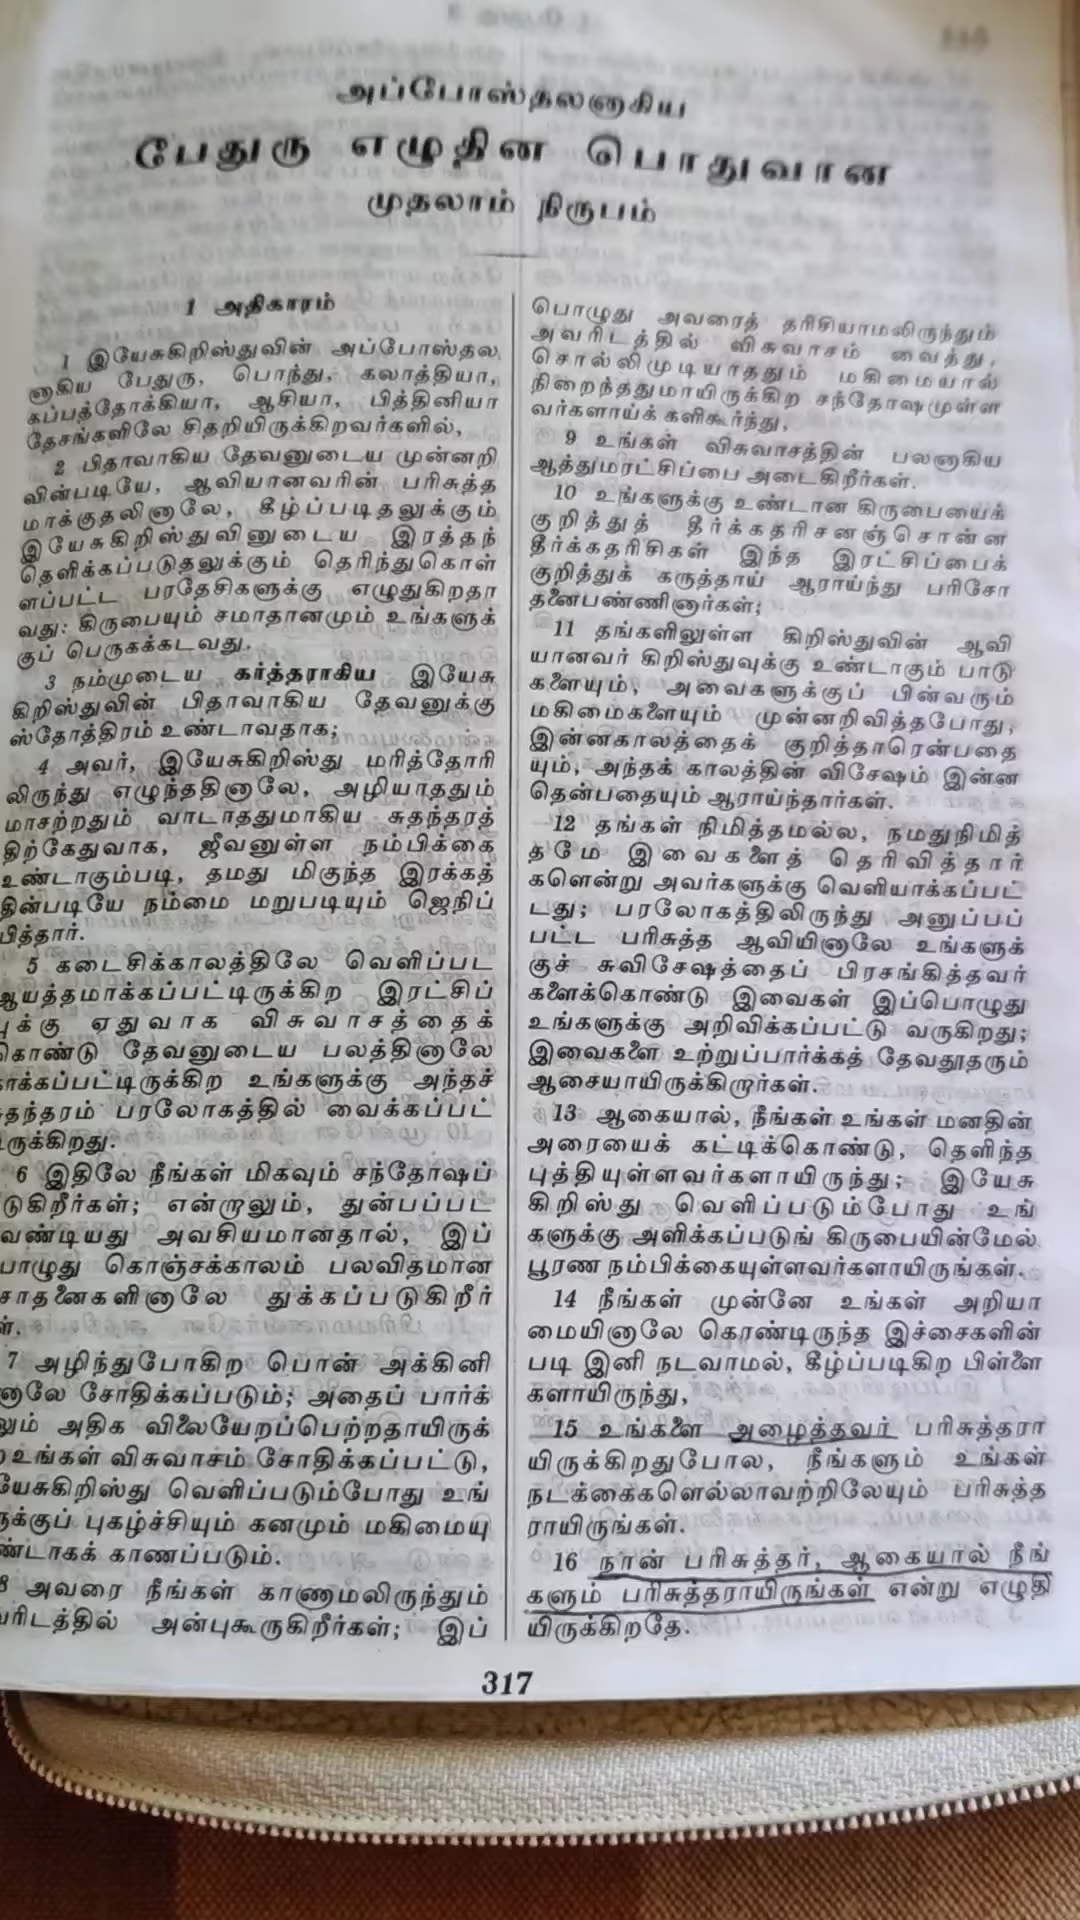 அப்போஸ்தலனாகிய
பேதுரு எழுதின பொதுவான
முதலாம் நிருபம்
1 அதிகாரம்
1 இயேசுகிறிஸ்துவின் அப்போஸ்தல
னாகிய பேதுரு, பொந்து, கலாத்தியா,
கப்பத்தோக்கியா, ஆசியா, பித்தினியா
தேசங்களிலே சிதறியிருக்கிறவர்களில்,
2 பிதாவாகிய தேவனுடைய முன்னறி
வின்படியே, ஆவியானவரின் பரிசுத்த
மாக்குதலினாலே, கீழ்ப்படிதலுக்கும்
இயேசுகிறிஸ்துவினுடைய இரத்தந்
தெளிக்கப்படுதலுக்கும் தெரிந்துகொள்
ளப்பட்ட பரதேசிகளுக்கு எழுதுகிறதா
வது: கிருபையும் சமாதானமும் உங்களுக்
குப் பெருகக்கடவது.
3 நம்முடைய கர்த்தராகிய இயேசு
கிறிஸ்துவின் பிதாவாகிய தேவனுக்கு
ஸ்தோத்திரம் உண்டாவதாக;
4 அவர், இயேசுகிறிஸ்து மரித்தோரி
லிருந்து எழுந்ததினாலே, அழியாததும்
மாசற்றதும் வாடாததுமாகிய சுதந்தரத்
திற்கேதுவாக, ஜீவனுள்ள நம்பிக்கை
உண்டாகும்படி, தமது மிகுந்த இரக்கத்
தின்படியே நம்மை மறுபடியும் ஜெநிப்
பித்தார்.
5 கடைசிக்காலத்திலே வெளிப்பட
ஆயத்தமாக்கப்பட்டிருக்கிற இரட்சிப்
புக்கு ஏதுவாக விசுவாசத்தைக்
கொண்டு தேவனுடைய பலத்தினாலே
காக்கப்பட்டிருக்கிற உங்களுக்கு அந்தச்
சுதந்தரம் பரலோகத்தில் வைக்கப்பட்
டிருக்கிறது.
6 இதிலே நீங்கள் மிகவும் சந்தோஷப்
டுகிறீர்கள்; என்றாலும், துன்பப்பட
வேண்டியது அவசியமானதால், இப்
பொழுது கொஞ்சக்காலம் பலவிதமான
சோதனைகளினாலே துக்கப்படுகிறீர்
ள்.
7 அழிந்துபோகிற பொன் அக்கினி
னாலே சோதிக்கப்படும்; அதைப் பார்க்
லும் அதிக விலையேறப்பெற்றதாயிருக்
உங்கள் விசுவாசம் சோதிக்கப்பட்டு,
யேசுகிறிஸ்து வெளிப்படும்போது உங்
ளுக்குப் புகழ்ச்சியும் கனமும் மகிமையு
ண்டாகக் காணப்படும்.
8 அவரை நீங்கள் காணாமலிருந்தும்
வரிடத்தில் அன்புகூருகிறீர்கள்; இப்
பொழுது அவரைத் தரிசியாமலிருந்தும்
அவரிடத்தில் விசுவாசம் வைத்து,
சொல்லிமுடியாததும் மகிமையால்
நிறைந்ததுமாயிருக்கிற சந்தோஷமுள்ள
வர்களாய்க் களிகூர்ந்து,
9 உங்கள் விசுவாசத்தின் பலனாகிய
ஆத்துமரட்சிப்பை அடைகிறீர்கள்.
10 உங்களுக்கு உண்டான கிருபையைக்
குறித்துத் தீர்க்கதரிசனஞ்சொன்ன
தீர்க்கதரிசிகள் இந்த இரட்சிப்பைக்
குறித்துக் கருத்தாய் ஆராய்ந்து பரிசோ
தனைபண்ணினார்கள்;
11 தங்களிலுள்ள கிறிஸ்துவின் ஆவி
யானவர் கிறிஸ்துவுக்கு உண்டாகும் பாடு
களையும், அவைகளுக்குப் பின்வரும்
மகிமைகளையும் முன்னறிவித்தபோது,
இன்னகாலத்தைக் குறித்தாரென்பதை
யும், அந்தக் காலத்தின் விசேஷம் இன்ன
தென்பதையும் ஆராய்ந்தார்கள்.
12 தங்கள் நிமித்தமல்ல, நமதுநிமித்
தமே இவைகளைத் தெரிவித்தார்
களென்று அவர்களுக்கு வெளியாக்கப்பட்
டது; பரலோகத்திலிருந்து அனுப்பப்
பட்ட பரிசுத்த ஆவியினாலே உங்களுக்
குச் சுவிசேஷத்தைப் பிரசங்கித்தவர்
களைக்கொண்டு இவைகள் இப்பொழுது
உங்களுக்கு அறிவிக்கப்பட்டு வருகிறது;
இவைகளை உற்றுப்பார்க்கத் தேவதூதரும்
ஆசையாயிருக்கிறார்கள்.
13 ஆகையால், நீங்கள் உங்கள் மனதின்
அரையைக் கட்டிக்கொண்டு, தெளிந்த
புத்தியுள்ளவர்களாயிருந்து; இயேசு
கிறிஸ்து வெளிப்படும்போது உங்
களுக்கு அளிக்கப்படுங் கிருபையின்மேல்
பூரண நம்பிக்கையுள்ளவர்களாயிருங்கள்.
14 நீங்கள் முன்னே உங்கள் அறியா
மையினாலே கொண்டிருந்த இச்சைகளின்
படி இனி நடவாமல், கீழ்ப்படிகிற பிள்ளை
களாயிருந்து,
15 உங்களை அழைத்தவர் பரிசுத்தரா
யிருக்கிறதுபோல, நீங்களும் உங்கள்
நடக்கைகளெல்லாவற்றிலேயும் பரிசுத்த
ராயிருங்கள்.
16 நான் பரிசுத்தர், ஆகையால் நீங்
களும் பரிசுத்தராயிருங்கள் என்று எழுதி
யிருக்கிறதே.
317